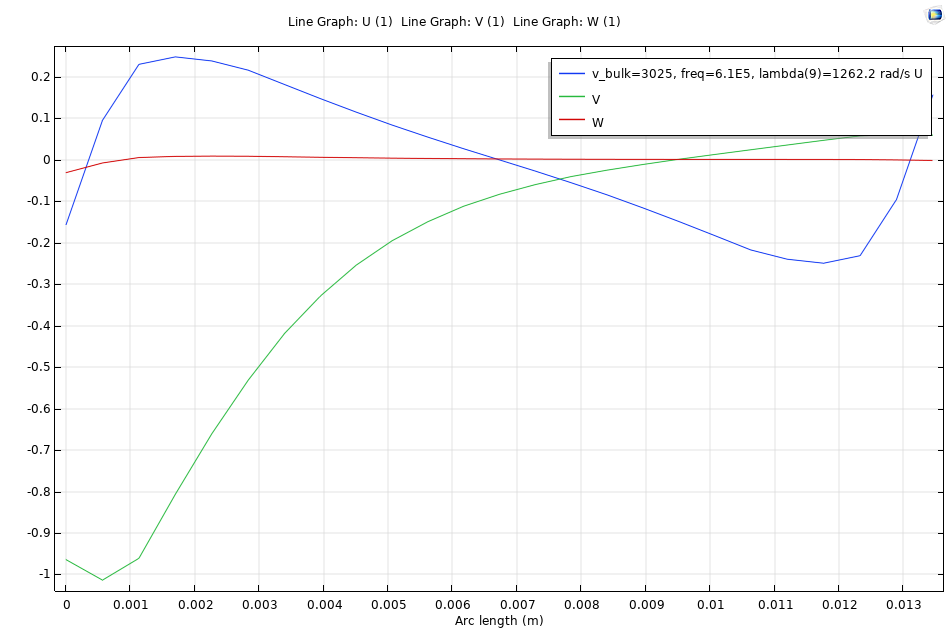 Line Graph: U (1) Line Graph: V (1) Line Graph: W (1)
v_bulk=3025, freq=6.1E5, lambda(9)=1262.2 rad/s U
V
W
0.2
0.1
0
-0.1
-0.2
-0.3
-0.4
-0.5
-0.6
-0.7
-0.8
-0.9
-1
0 0.001 0.002 0.003 0.004 0.005 0.006 0.007 0.008 0.009 0.01 0.011 0.012 0.013
Arc length (m)